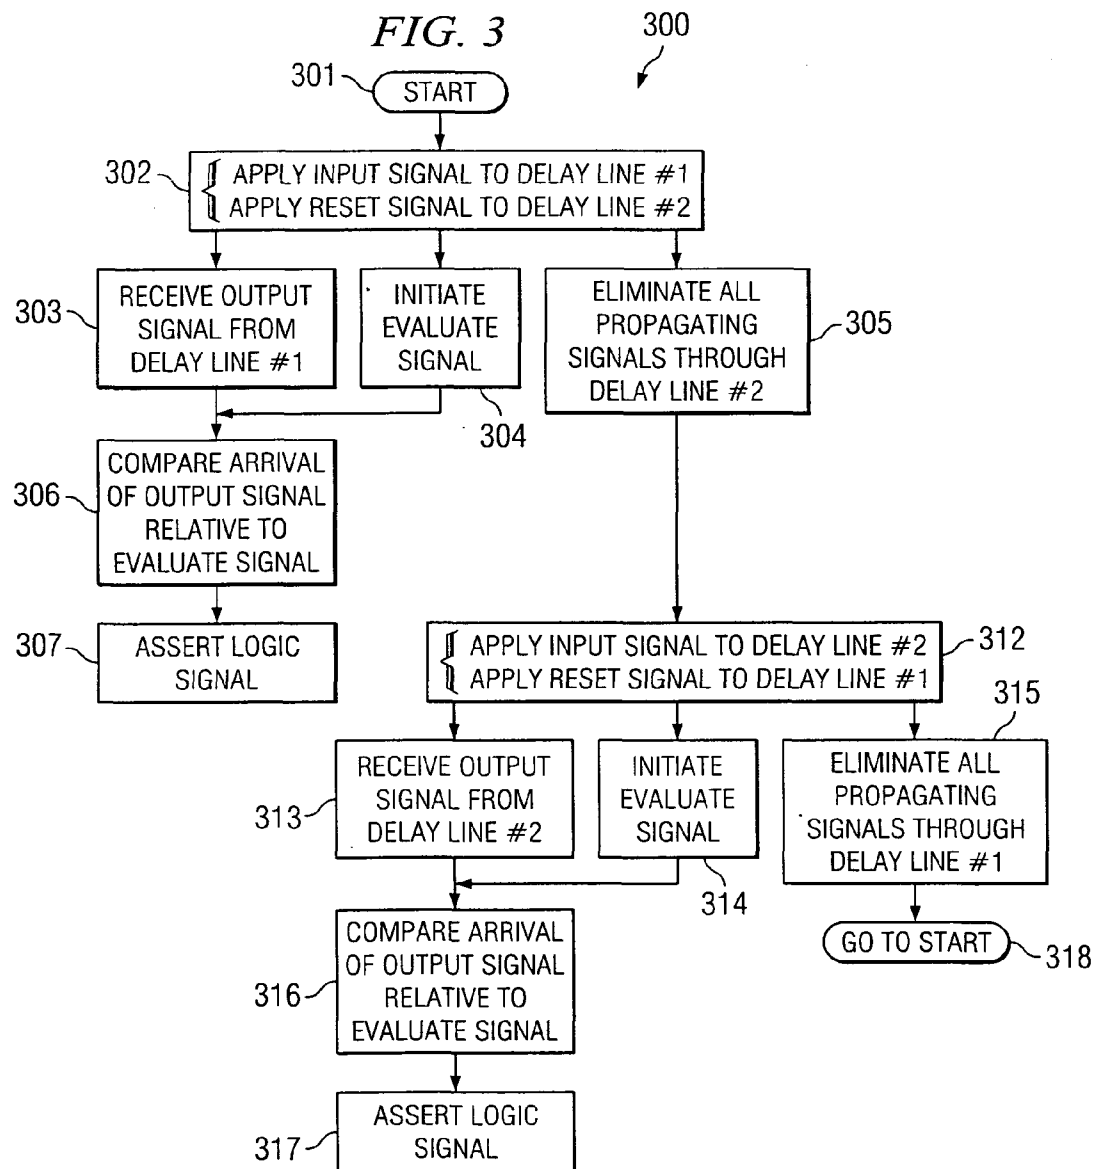 FIG. 3
300
301
START
302
APPLY INPUT SIGNAL TO DELAY LINE #1
APPLY RESET SIGNAL TO DELAY LINE #2
303
RECEIVE OUTPUT
SIGNAL FROM
DELAY LINE #1
INITIATE
EVALUATE
SIGNAL
304
ELIMINATE ALL
PROPAGATING
SIGNALS THROUGH
DELAY LINE #2
305
306
COMPARE ARRIVAL
OF OUTPUT SIGNAL
RELATIVE TO
EVALUATE SIGNAL
307
ASSERT LOGIC
SIGNAL
APPLY INPUT SIGNAL TO DELAY LINE #2
APPLY RESET SIGNAL TO DELAY LINE #1
312
313
RECEIVE OUTPUT
SIGNAL FROM
DELAY LINE #2
INITIATE
EVALUATE
SIGNAL
314
315
ELIMINATE ALL
PROPAGATING
SIGNALS THROUGH
DELAY LINE #1
GO TO START
318
316
COMPARE ARRIVAL
OF OUTPUT SIGNAL
RELATIVE TO
EVALUATE SIGNAL
317
ASSERT LOGIC
SIGNAL